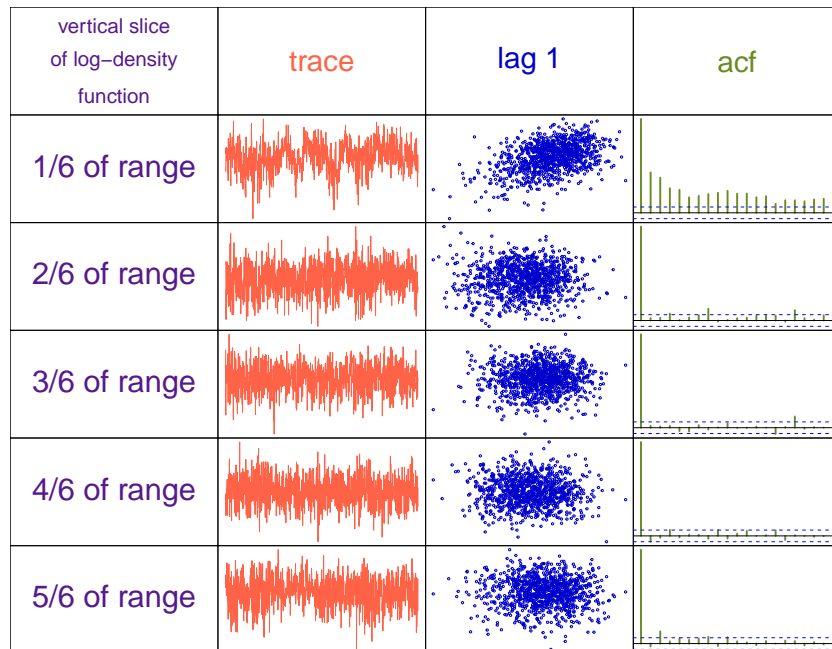 vertical slice
of log−density
function
trace
lag 1
acf
1/6 of range
2/6 of range
3/6 of range
4/6 of range
5/6 of range